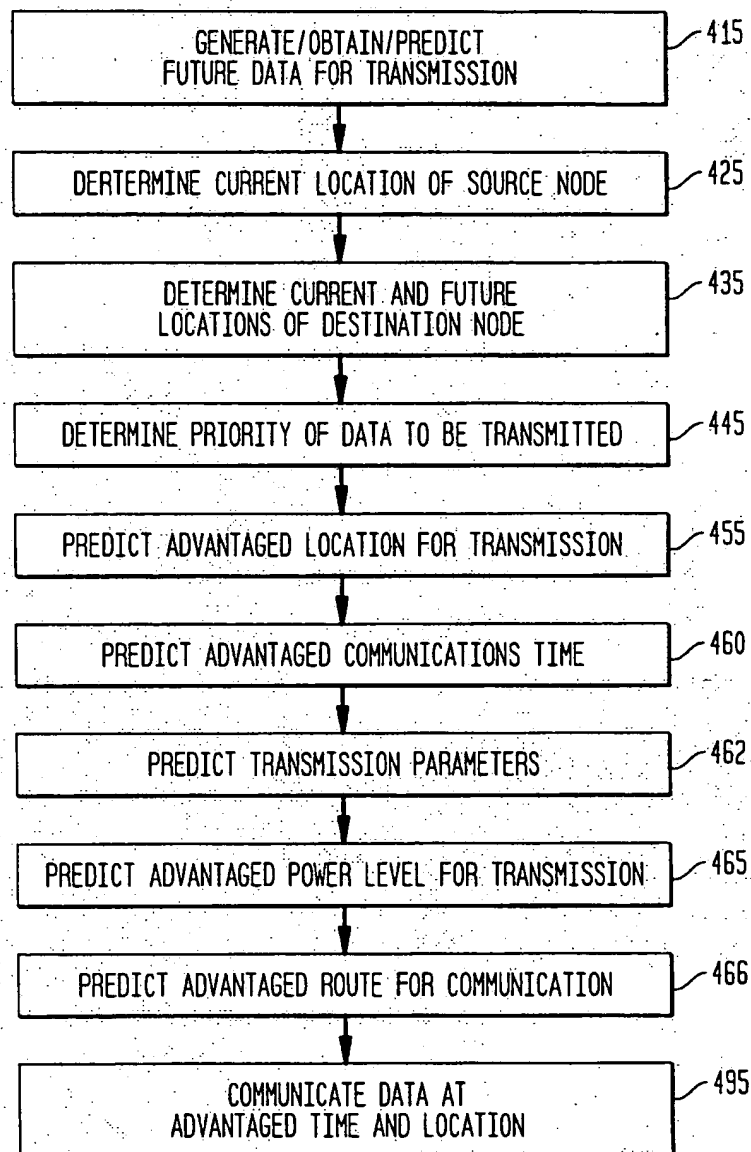 GENERATE/OBTAIN/PREDICT
FUTURE DATA FOR TRANSMISSION
415
DERTERMINE CURRENT LOCATION OF SOURCE NODE
425
DETERMINE CURRENT AND FUTURE
LOCATIONS OF DESTINATION NODE
435
DETERMINE PRIORITY OF DATA TO BE TRANSMITTED
445
PREDICT ADVANTAGED LOCATION FOR TRANSMISSION
455
PREDICT ADVANTAGED COMMUNICATIONS TIME
460
PREDICT TRANSMISSION PARAMETERS
462
PREDICT ADVANTAGED POWER LEVEL FOR TRANSMISSION
465
PREDICT ADVANTAGED ROUTE FOR COMMUNICATION
466
COMMUNICATE DATA AT
ADVANTAGED TIME AND LOCATION
495